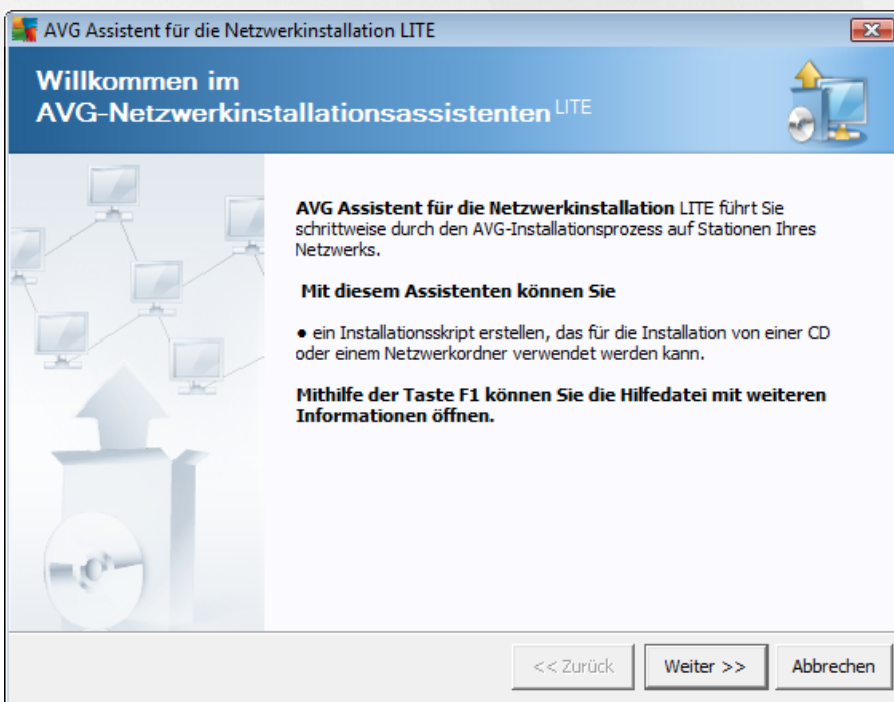 AVG Assistent für die Netzwerkinstallation LITE
Willkommen im
AVG-Netzwerkinstallationsassistenten LITE
AVG Assistent für die Netzwerkinstallation LITE führt Sie
schrittweise durch den AVG-Installationsprozess auf Stationen Ihres
Netzwerks.
Mit diesem Assistenten können Sie
• ein Installationsskript erstellen, das für die Installation von einer CD
oder einem Netzwerkordner verwendet werden kann.
Mithilfe der Taste F1 können Sie die Hilfedatei mit weiteren
Informationen öffnen.
<< Zurück Weiter >> Abbrechen